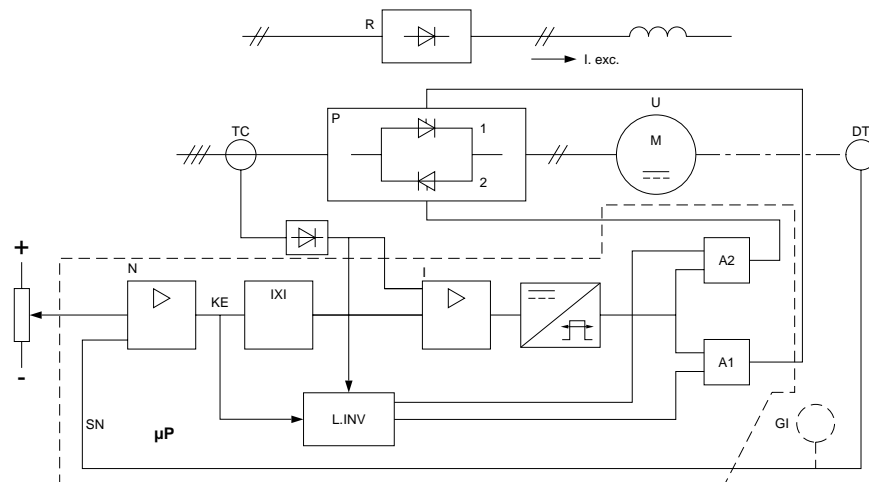 R
I. exc.
U
TC
P
1
M
DT
2
+
N
I
A2
KE
IXI
A1
-
L.INV
SN
µP
GI